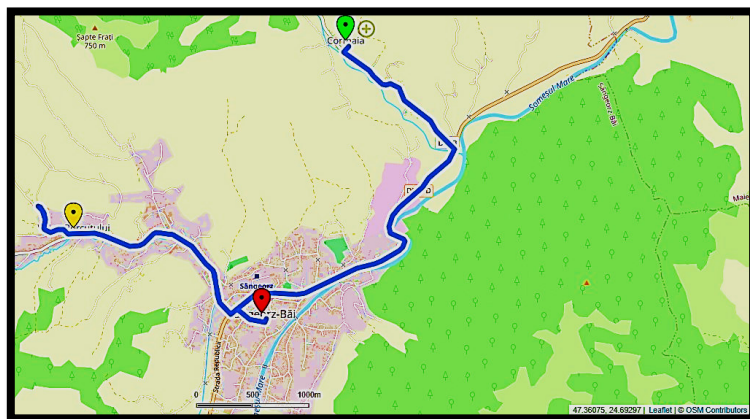 Șapte Frați
750 m
Sângeorz Băi
Someșul Mare
Maie
Sângeorz
Strada Republicii
0 500 1000m
47.36075, 24.69297 | Leaflet | © OSM Contributors